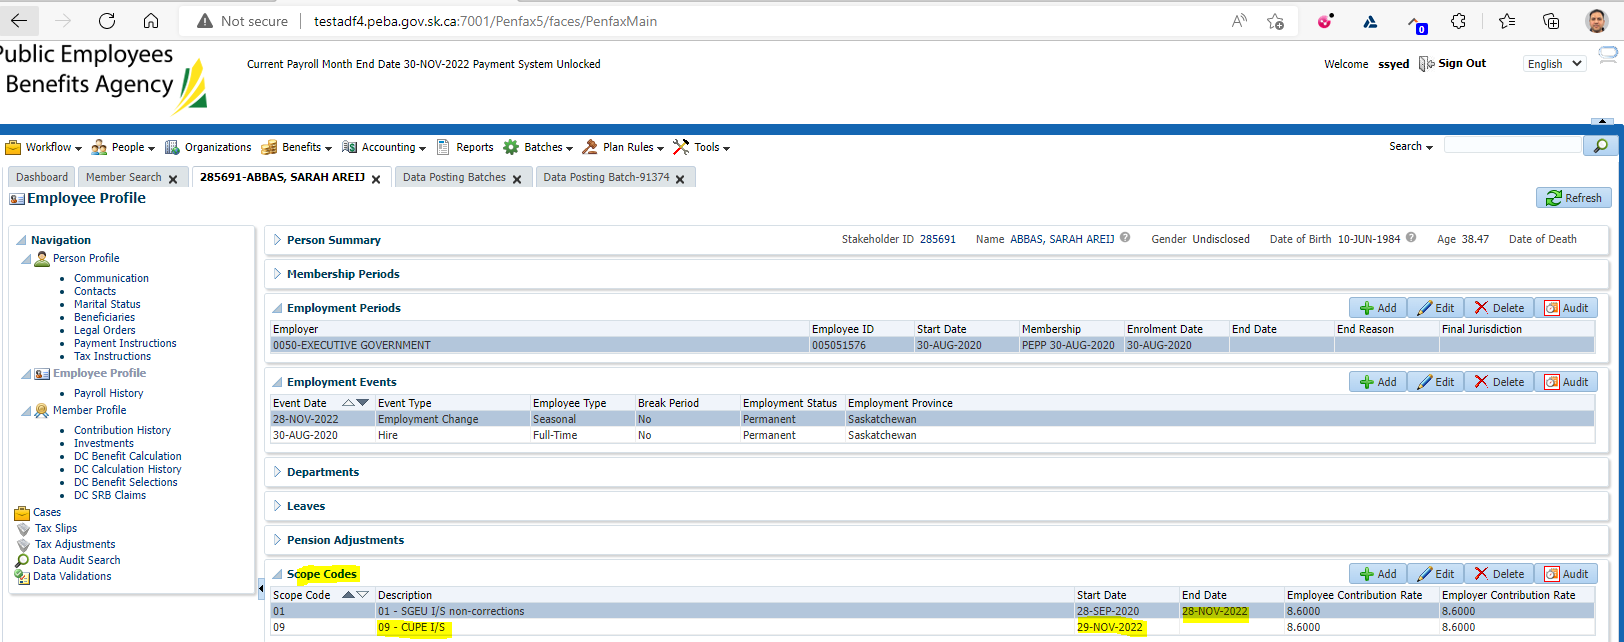 Not secure | testadf4.peba.gov.sk.ca:7001/Penfax5/faces/PenfaxMain
0
Public Employees
Benefits Agency
Current Payroll Month End Date 30-NOV-2022 Payment System Unlocked
Welcome ssyed Sign Out English
Workflow People Organizations Benefits Accounting Reports Batches Plan Rules Tools Search
Dashboard Member Search 285691-ABBAS, SARAH AREIJ Data Posting Batches Data Posting Batch-91374
Employee Profile Refresh
Navigation
Person Profile
Communication
Contacts
Marital Status
Beneficiaries
Legal Orders
Payment Instructions
Tax Instructions
Employee Profile
Payroll History
Member Profile
Contribution History
Investments
DC Benefit Calculation
DC Calculation History
DC Benefit Selections
DC SRB Claims
Cases
Tax Slips
Tax Adjustments
Data Audit Search
Data Validations
Person Summary Stakeholder ID 285691 Name ABBAS, SARAH AREIJ Gender Undisclosed Date of Birth 10-JUN-1984 Age 38.47 Date of Death
Membership Periods
Employment Periods Add Edit Delete Audit
Employer Employee ID Start Date Membership Enrolment Date End Date End Reason Final Jurisdiction
0050-EXECUTIVE GOVERNMENT 005051576 30-AUG-2020 PEPP 30-AUG-2020 30-AUG-2020
Employment Events Add Edit Delete Audit
Event Date Event Type Employee Type Break Period Employment Status Employment Province
28-NOV-2022 Employment Change Seasonal No Permanent Saskatchewan
30-AUG-2020 Hire Full-Time No Permanent Saskatchewan
Departments
Leaves
Pension Adjustments
Scope Codes Add Edit Delete Audit
Scope Code Description Start Date End Date Employee Contribution Rate Employer Contribution Rate
01 01 - SGEU I/S non-corrections 28-SEP-2020 28-NOV-2022 8.6000 8.6000
09 09 - CUPE I/S 29-NOV-2022 8.6000 8.6000